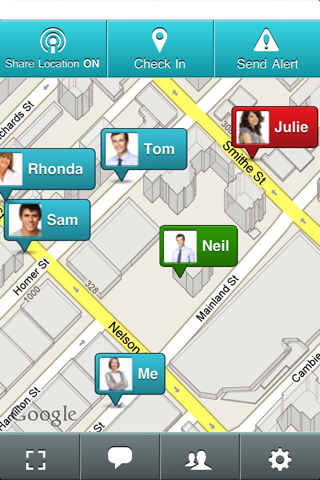 Share Location ON
Check In
Send Alert
chards St
Julie
Tom
Smithe St
Rhonda
Sam
Neil
Homer St
1000
328
Mainland St
Nelson
Me
Cambie
Hamilton St
Google